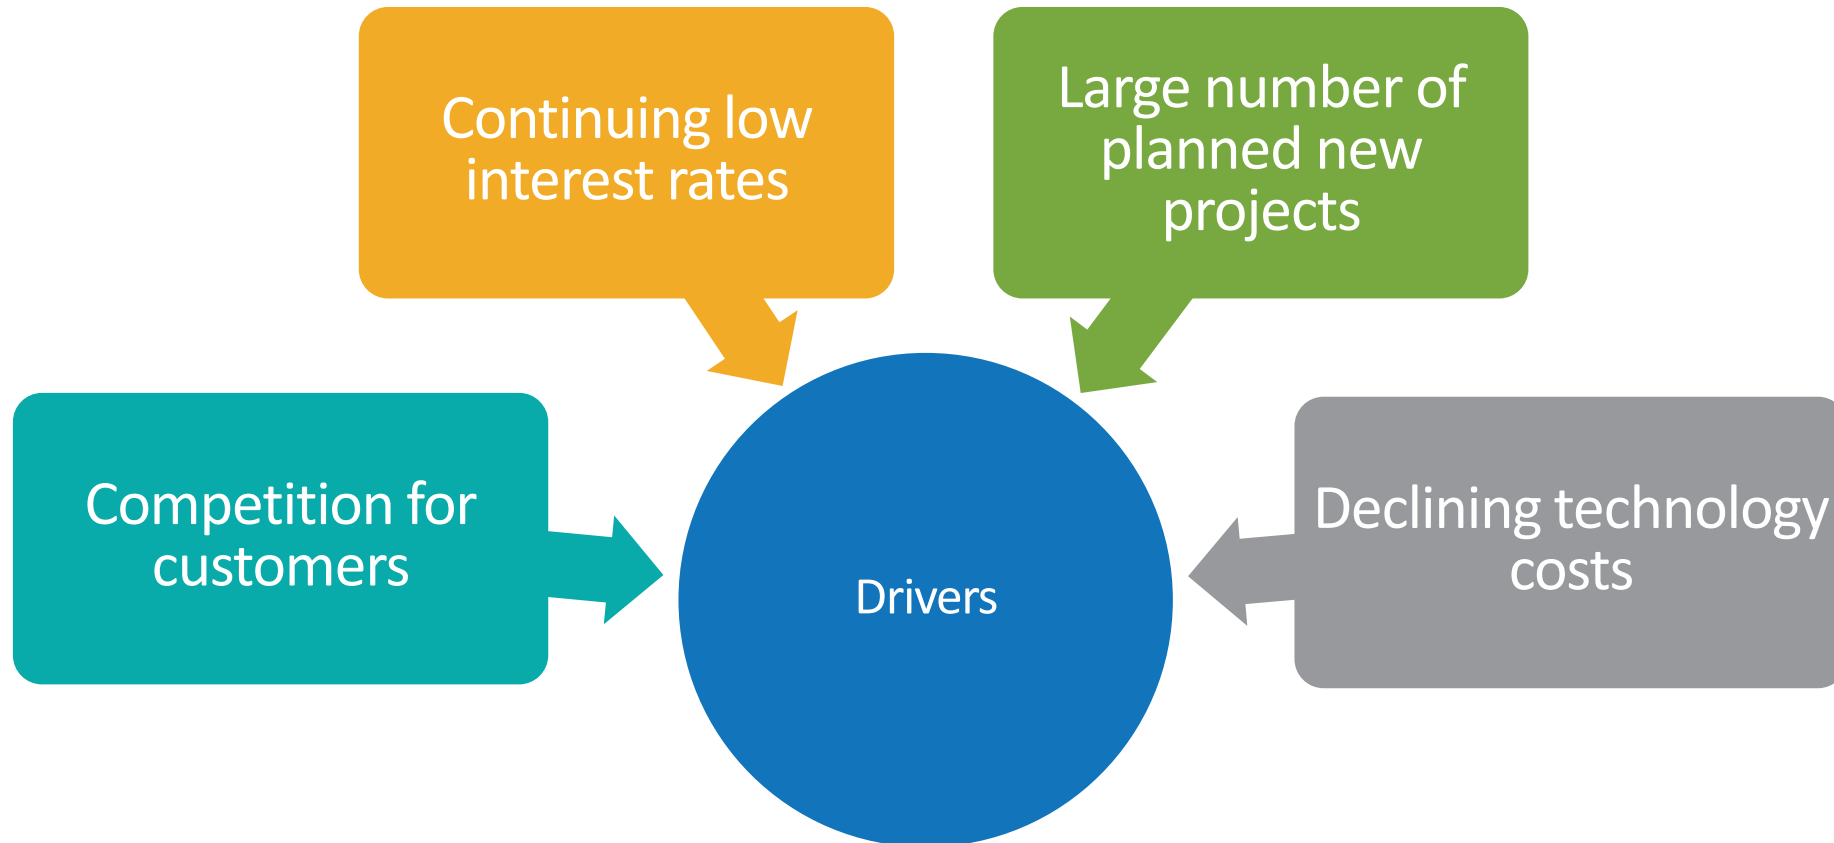 Continuing low
interest rates
Large number of
planned new
projects
Competition for
customers
Declining technology
costs
Drivers